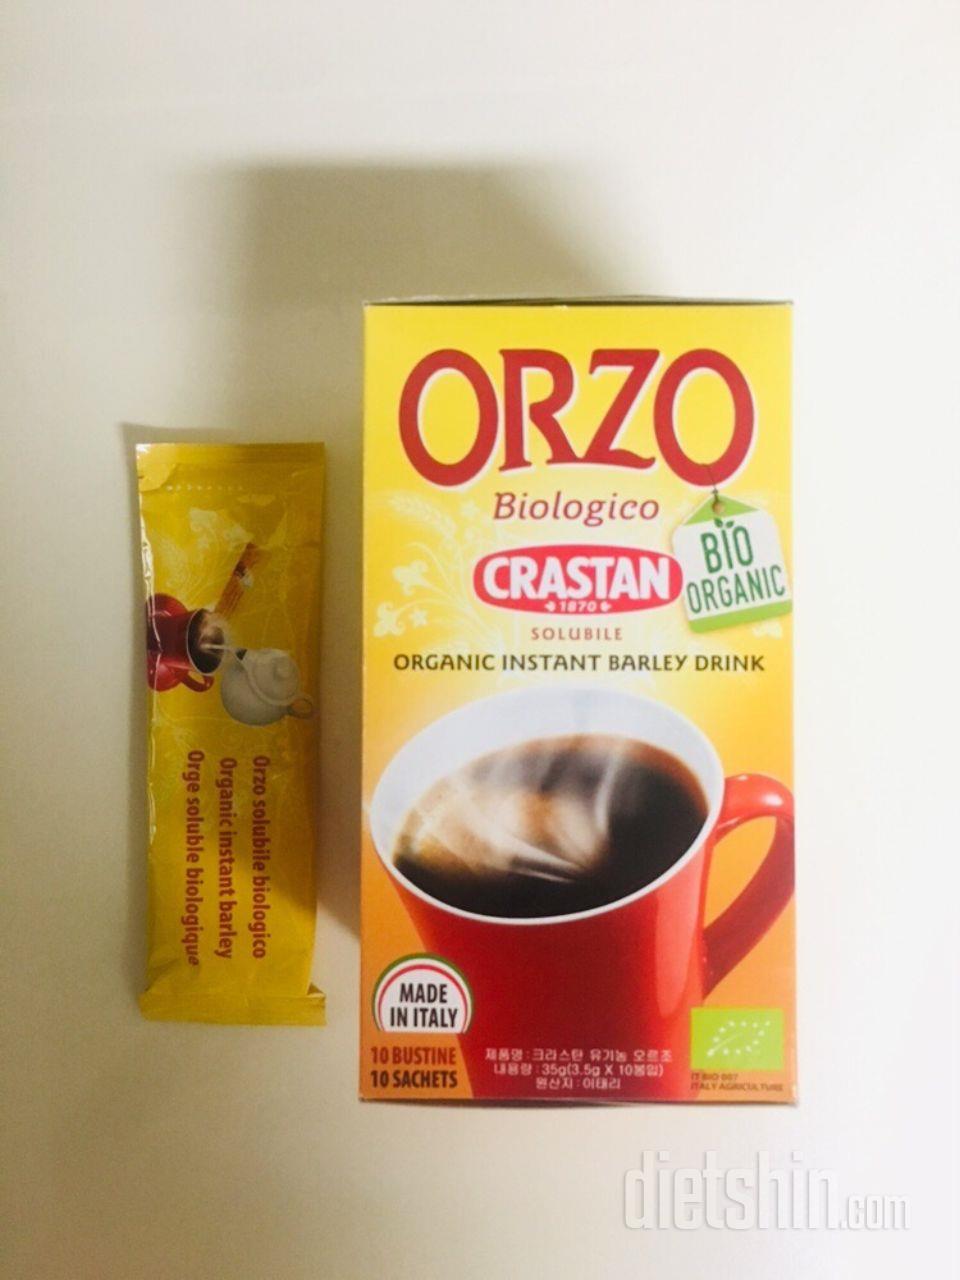 ORZO
Biologico
CRASTAN
1870
SOLUBILE
BIO
ORGANIC
ORGANIC INSTANT BARLEY DRINK
MADE
IN ITALY
10 BUSTINE
10 SACHETS
제품명 : 크라스탄 유기농 오르조
내용량 : 35g(3.5g X 10봉입)
원산지 : 이태리
IT BIO 007
ITALY AGRICULTURE
Orzo solubile biologico
Organic instant barley
Orge soluble biologique
dietshin.com